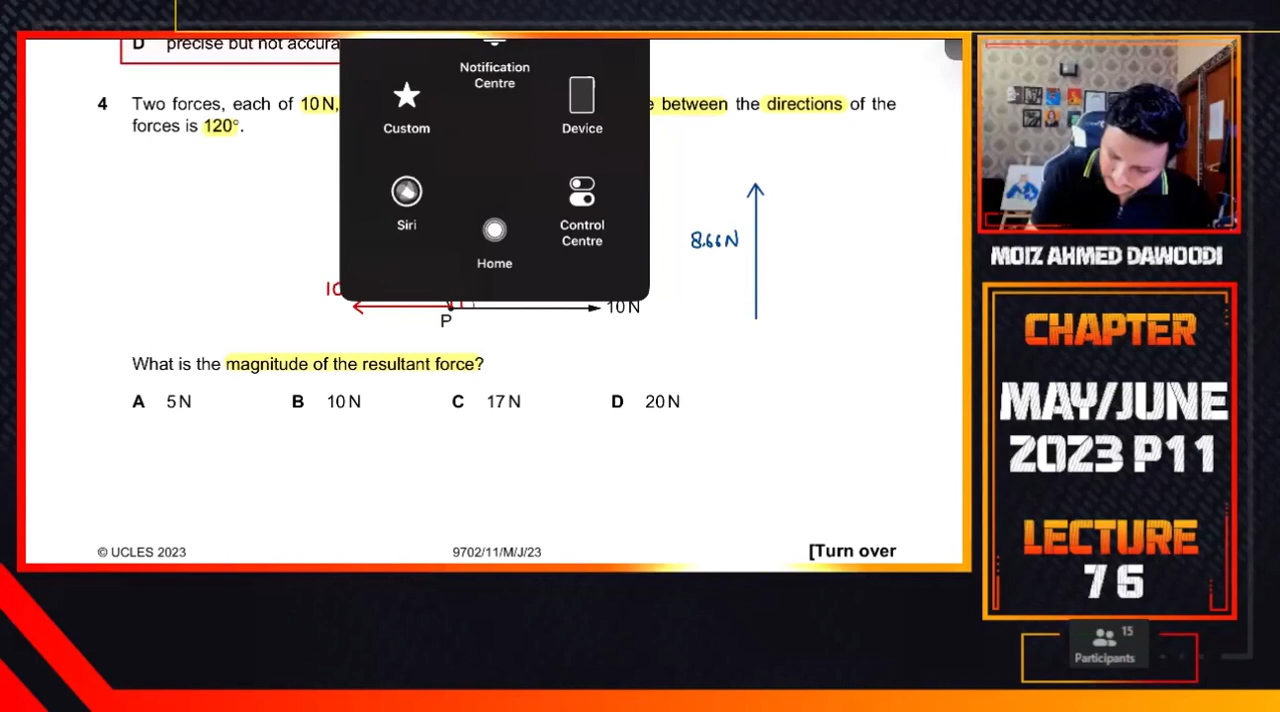 D precise but not accura
4 Two forces, each of 10 N, e between the directions of the
forces is 120°.
Notification
Centre
Custom
Device
Siri
Control
Centre
Home
8.66N
10 N
P
What is the magnitude of the resultant force?
A 5 N B 10 N C 17 N D 20 N
© UCLES 2023 9702/11/M/J/23 [Turn over
MOIZ AHMED DAWOODI
CHAPTER
MAY/JUNE
2023 P11
LECTURE
76
15
Participants